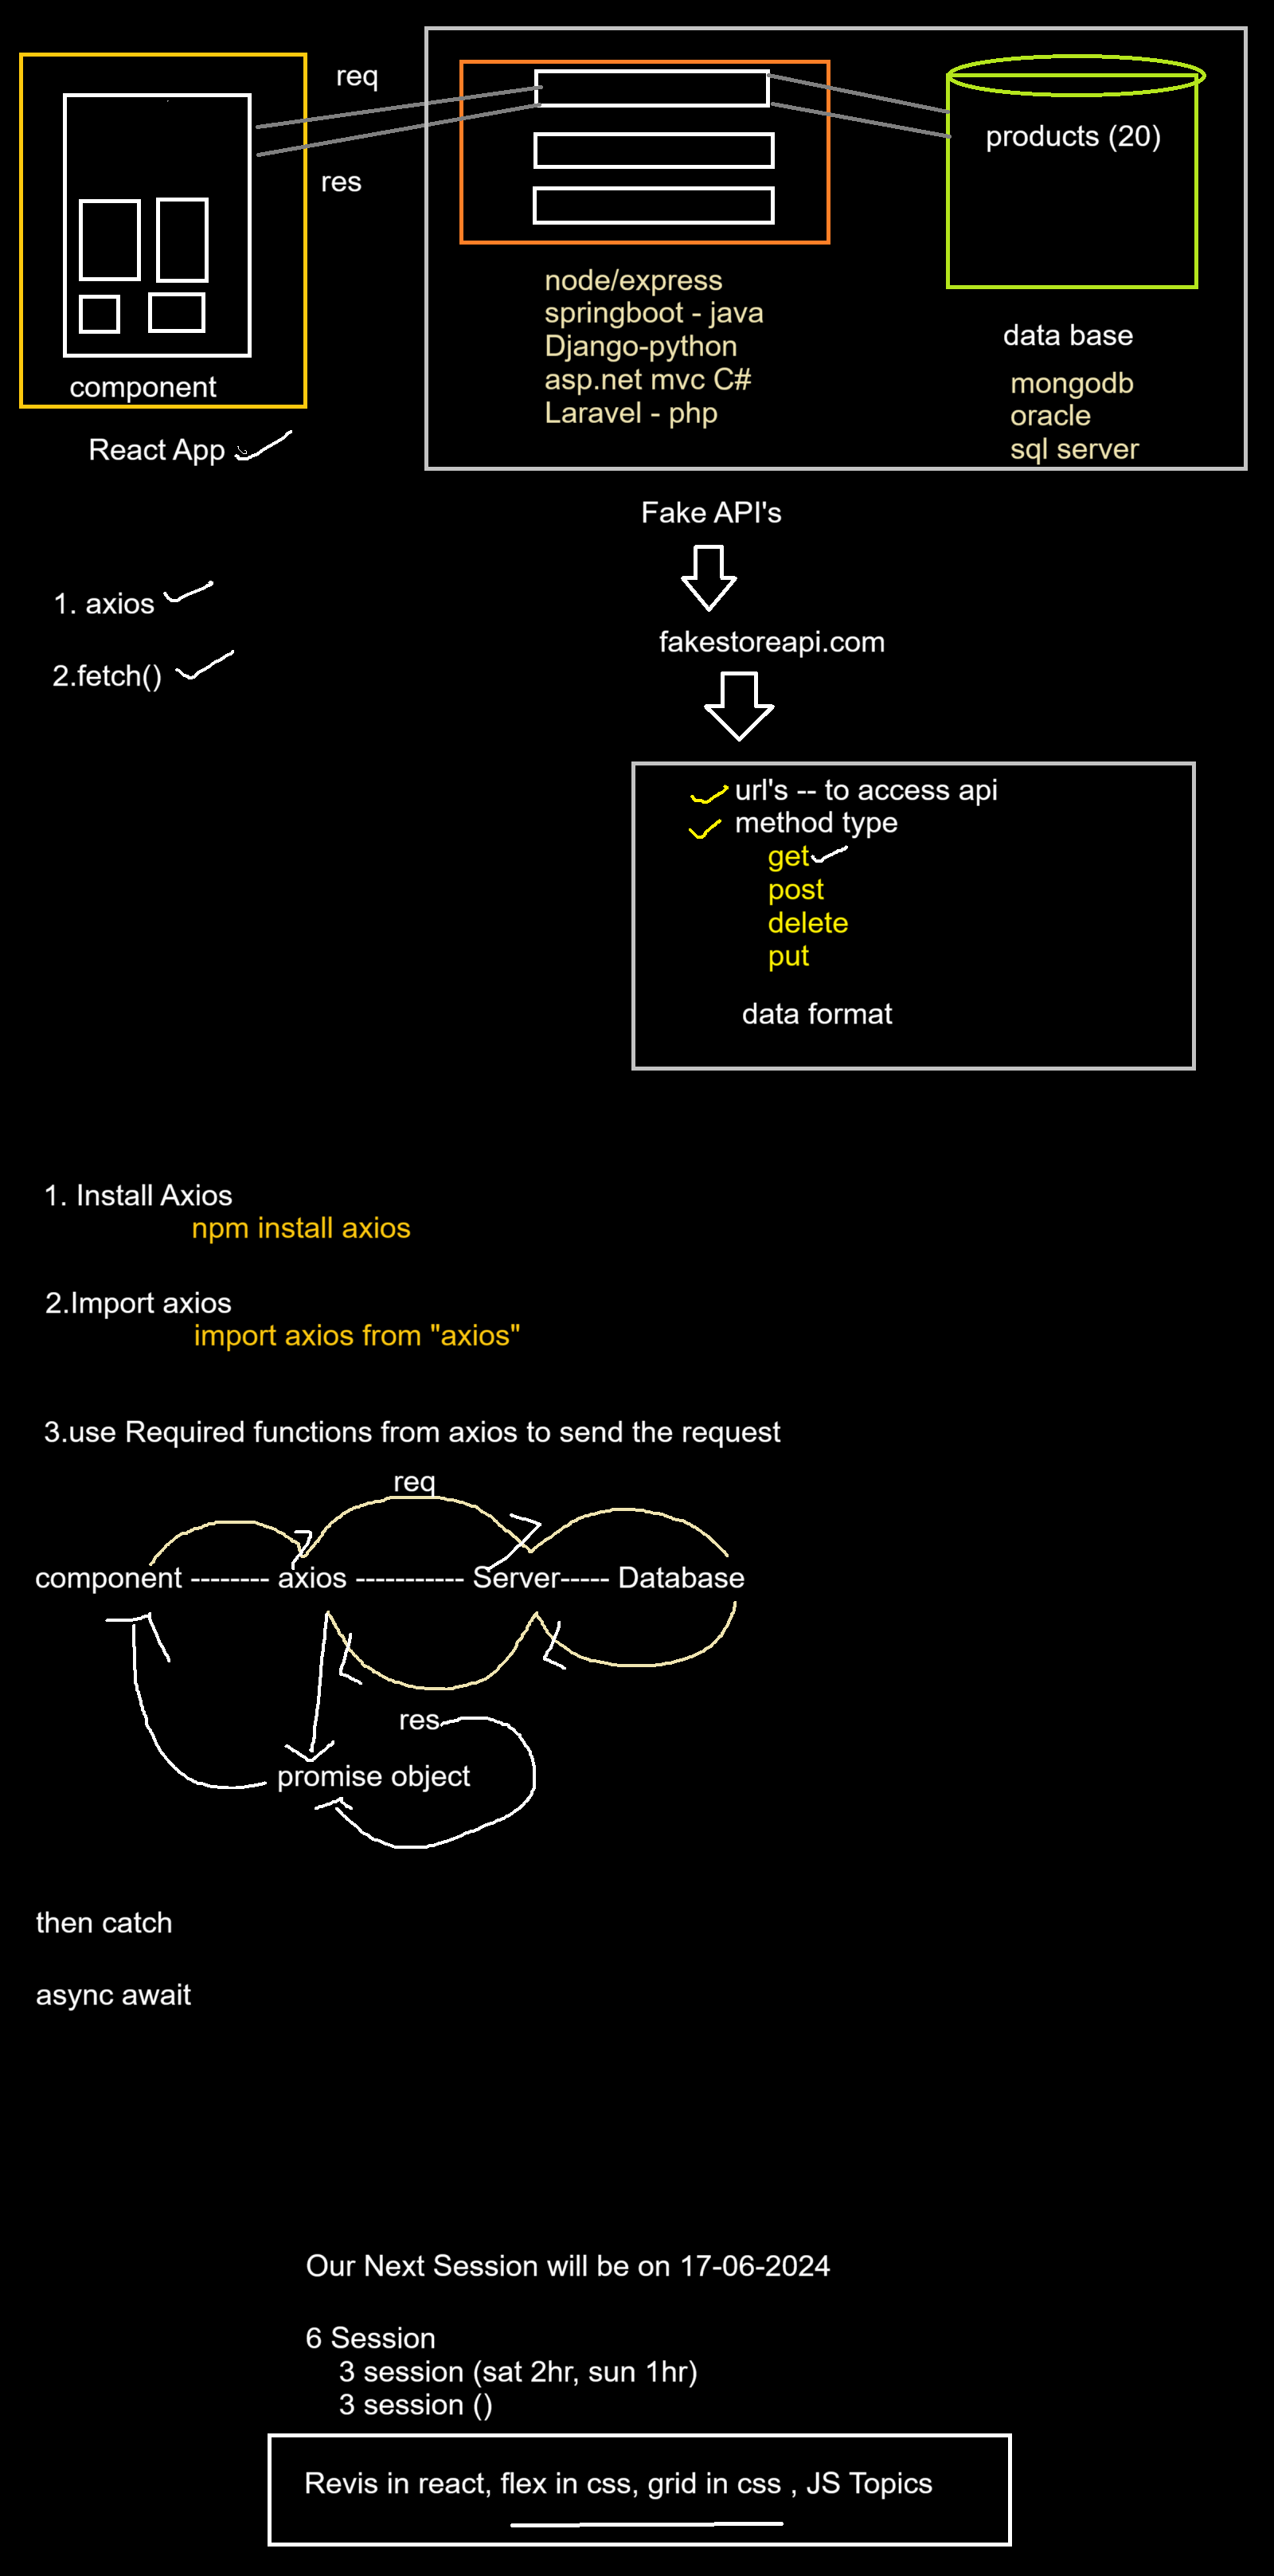 req
res
component
React App
node/express
springboot - java
Django-python
asp.net mvc C#
Laravel - php
products (20)
data base
mongodb
oracle
sql server
Fake API's
fakestoreapi.com
1. axios
2.fetch()
url's -- to access api
method type
get
post
delete
put
data format
1. Install Axios
npm install axios
2.Import axios
import axios from "axios"
3.use Required functions from axios to send the request
req
component -------- axios ----------- Server----- Database
res
promise object
then catch
async await
Our Next Session will be on 17-06-2024
6 Session
3 session (sat 2hr, sun 1hr)
3 session ()
Revis in react, flex in css, grid in css , JS Topics